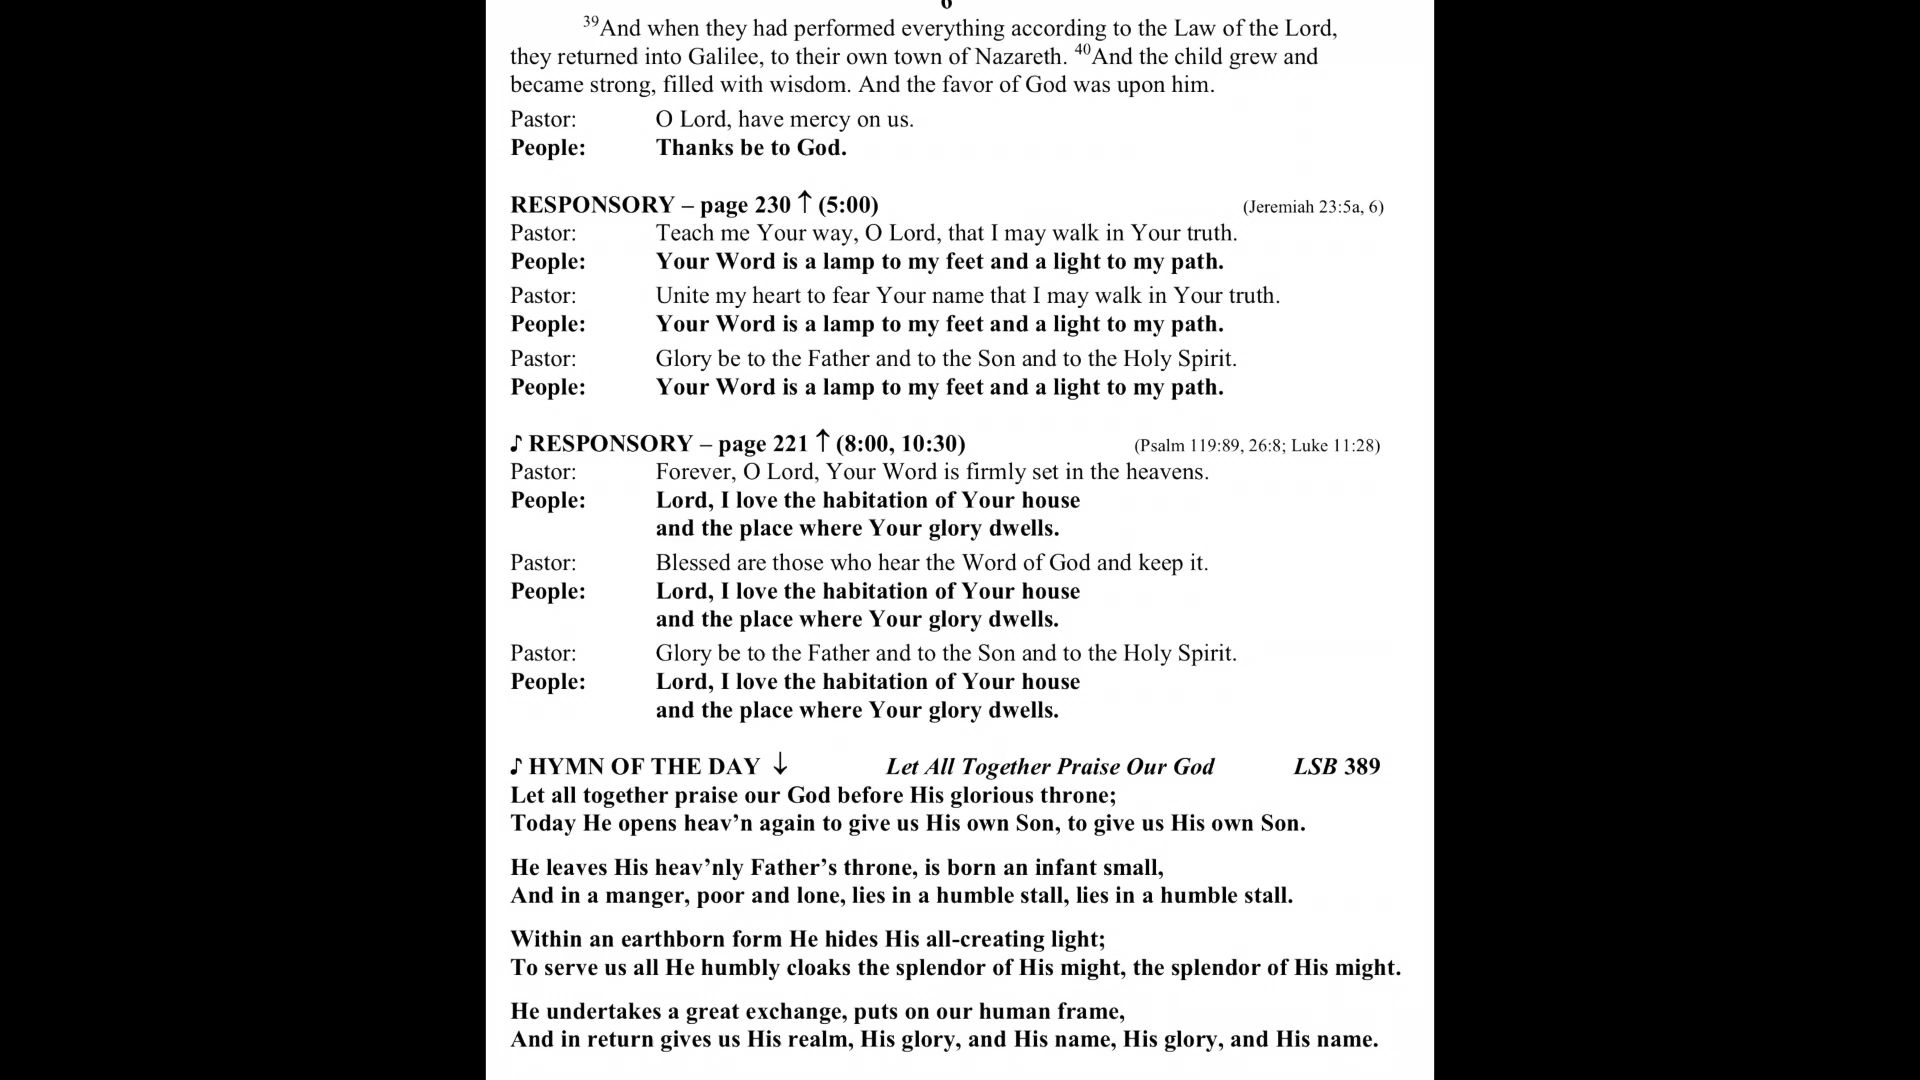 6
39And when they had performed everything according to the Law of the Lord,
they returned into Galilee, to their own town of Nazareth. 40And the child grew and
became strong, filled with wisdom. And the favor of God was upon him.
Pastor: O Lord, have mercy on us.
People: Thanks be to God.
RESPONSORY – page 230 ↑ (5:00) (Jeremiah 23:5a, 6)
Pastor: Teach me Your way, O Lord, that I may walk in Your truth.
People: Your Word is a lamp to my feet and a light to my path.
Pastor: Unite my heart to fear Your name that I may walk in Your truth.
People: Your Word is a lamp to my feet and a light to my path.
Pastor: Glory be to the Father and to the Son and to the Holy Spirit.
People: Your Word is a lamp to my feet and a light to my path.
♪ RESPONSORY – page 221 ↑ (8:00, 10:30) (Psalm 119:89, 26:8; Luke 11:28)
Pastor: Forever, O Lord, Your Word is firmly set in the heavens.
People: Lord, I love the habitation of Your house
and the place where Your glory dwells.
Pastor: Blessed are those who hear the Word of God and keep it.
People: Lord, I love the habitation of Your house
and the place where Your glory dwells.
Pastor: Glory be to the Father and to the Son and to the Holy Spirit.
People: Lord, I love the habitation of Your house
and the place where Your glory dwells.
♪ HYMN OF THE DAY ↓ Let All Together Praise Our God LSB 389
Let all together praise our God before His glorious throne;
Today He opens heav’n again to give us His own Son, to give us His own Son.
He leaves His heav’nly Father’s throne, is born an infant small,
And in a manger, poor and lone, lies in a humble stall, lies in a humble stall.
Within an earthborn form He hides His all-creating light;
To serve us all He humbly cloaks the splendor of His might, the splendor of His might.
He undertakes a great exchange, puts on our human frame,
And in return gives us His realm, His glory, and His name, His glory, and His name.